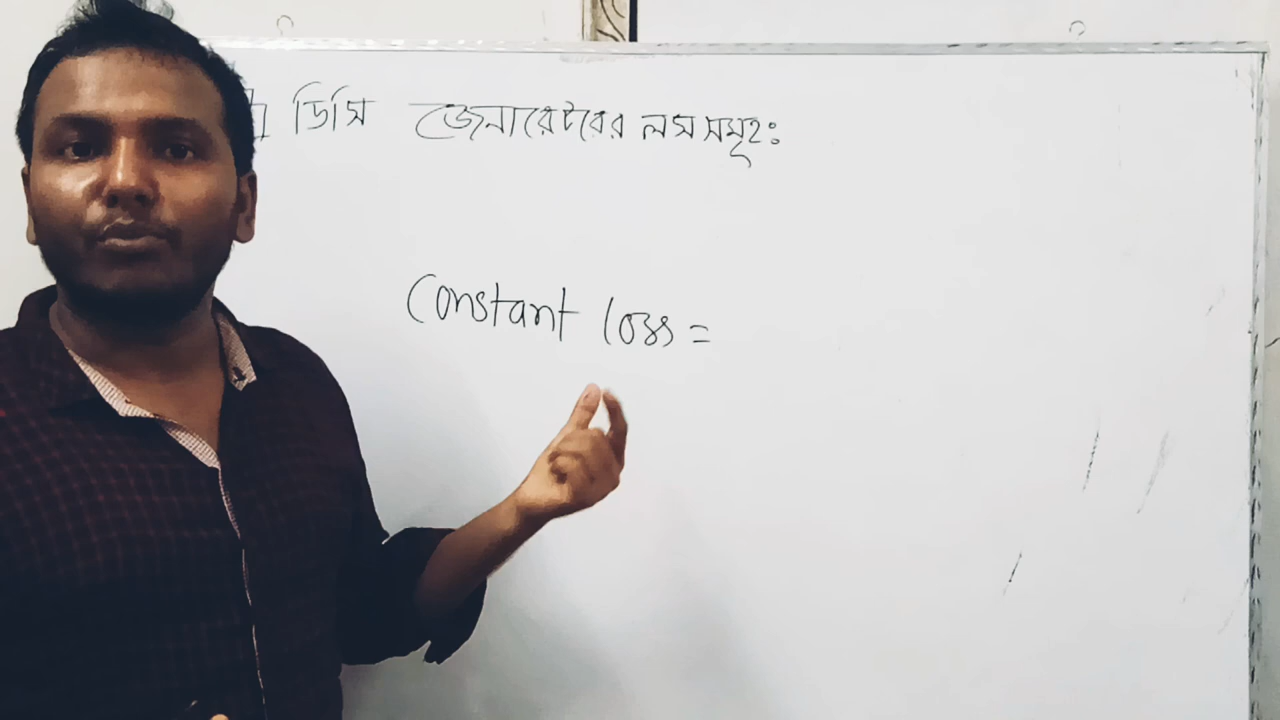 ডিসি জেনারেটরের লস সমূহঃ
Constant loss =